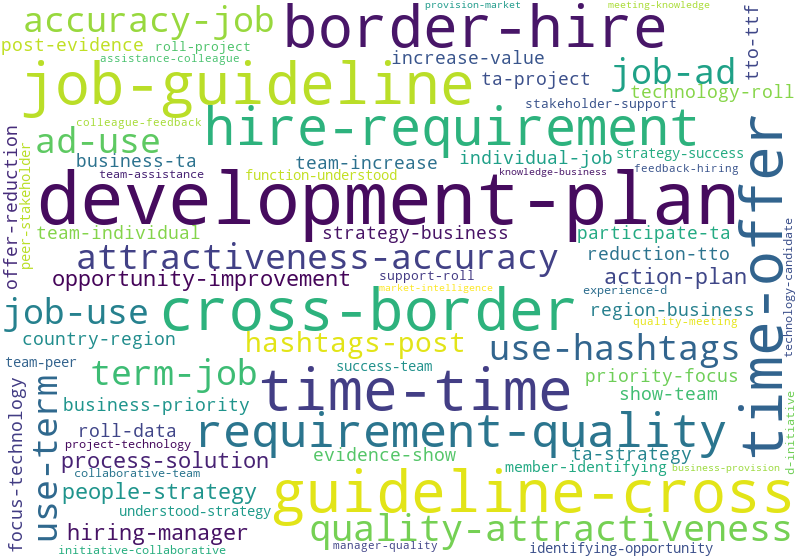 provision-market
meeting-knowledge
accuracy-job
border-hire
tto-ttf
post-evidence
roll-project
increase-value
assistance-colleague
job-guideline
ta-project
job-ad
technology-roll
stakeholder-support
hire-requirement
colleague-feedback
ad-use
offer-reduction
peer-stakeholder
business-ta
team-increase
individual-job
strategy-success
team-assistance
function-understood
knowledge-business
feedback-hiring
development-plan
time-offer
team-individual
strategy-business
participate-ta
technology-candidate
attractiveness-accuracy
reduction-tto
opportunity-improvement
support-roll
action-plan
market-intelligence
experience-d
job-use
cross-border
region-business
quality-meeting
country-region
hashtags-post
use-hashtags
team-peer
success-team
term-job
time-time
priority-focus
show-team
focus-technology
use-term
business-priority
d-initiative
roll-data
requirement-quality
project-technology
process-solution
evidence-show
ta-strategy
collaborative-team
member-identifying
business-provision
people-strategy
guideline-cross
understood-strategy
hiring-manager
quality-attractiveness
initiative-collaborative
manager-quality
identifying-opportunity